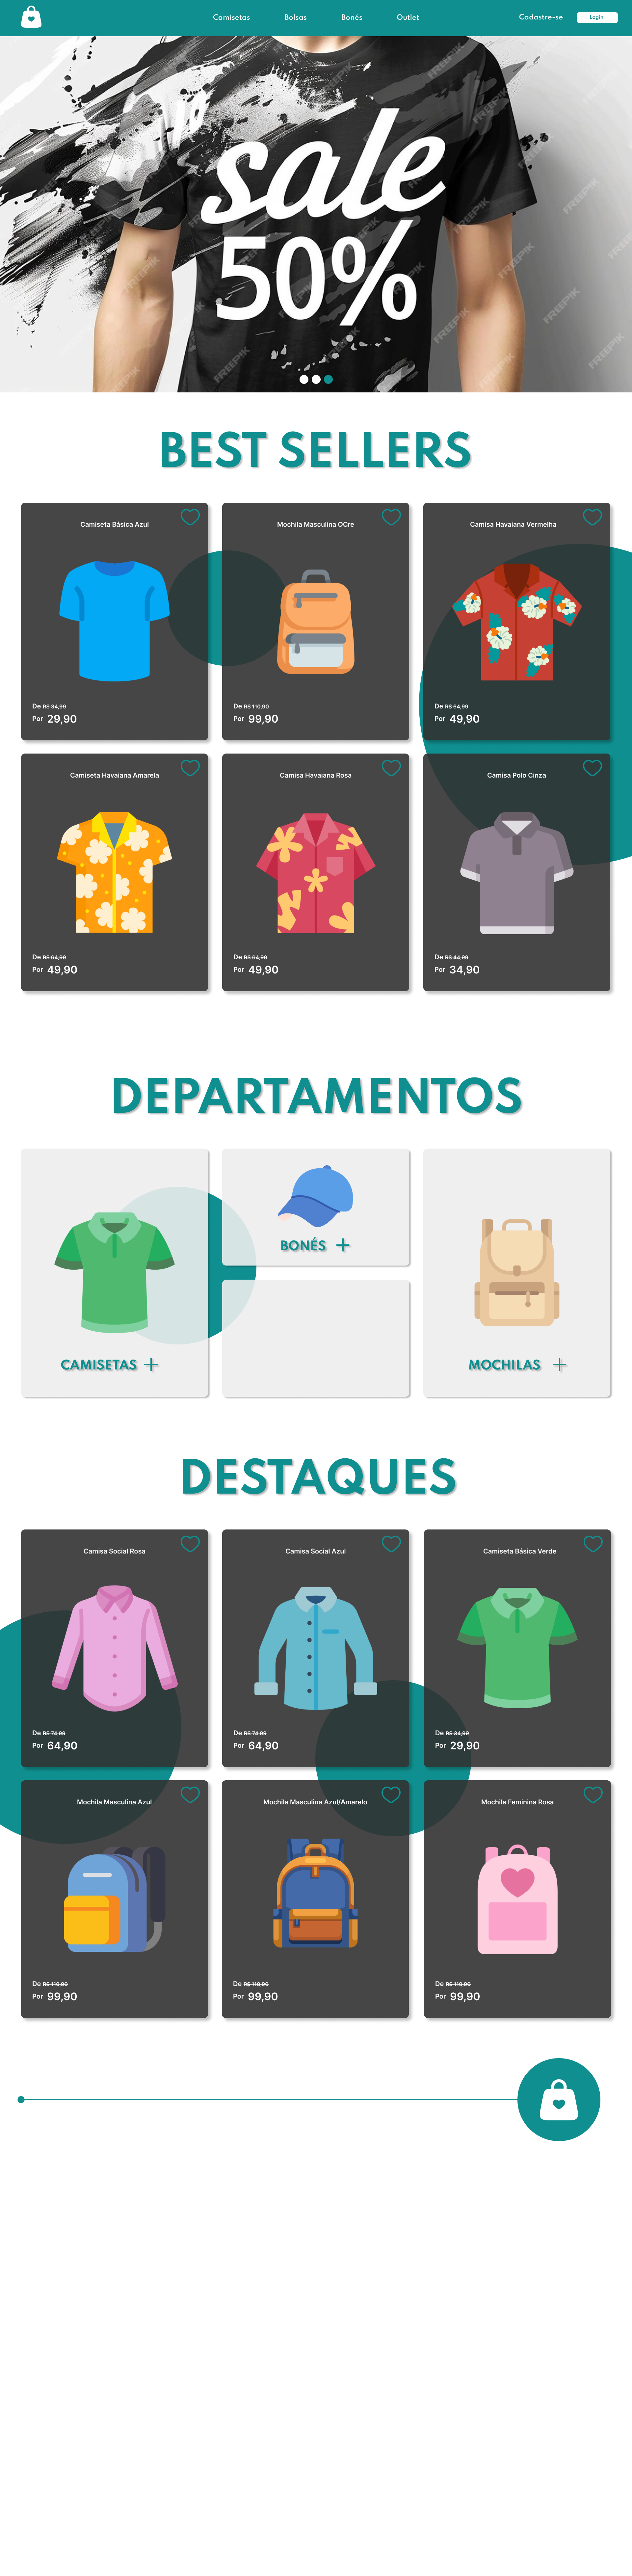 Camisetas Bolsas Bonés Outlet Cadastre-se Login
sale
50%
BEST SELLERS
Camiseta Básica Azul
De R$ 34,99
Por 29,90
Mochila Masculina OCre
De R$ 110,90
Por 99,90
Camisa Havaiana Vermelha
De R$ 64,99
Por 49,90
Camiseta Havaiana Amarela
De R$ 64,99
Por 49,90
Camisa Havaiana Rosa
De R$ 64,99
Por 49,90
Camisa Polo Cinza
De R$ 44,99
Por 34,90
DEPARTAMENTOS
CAMISETAS +
BONÉS +
MOCHILAS +
DESTAQUES
Camisa Social Rosa
De R$ 74,99
Por 64,90
Camisa Social Azul
De R$ 74,99
Por 64,90
Camiseta Básica Verde
De R$ 34,99
Por 29,90
Mochila Masculina Azul
De R$ 110,90
Por 99,90
Mochila Masculina Azul/Amarelo
De R$ 110,90
Por 99,90
Mochila Feminina Rosa
De R$ 110,90
Por 99,90